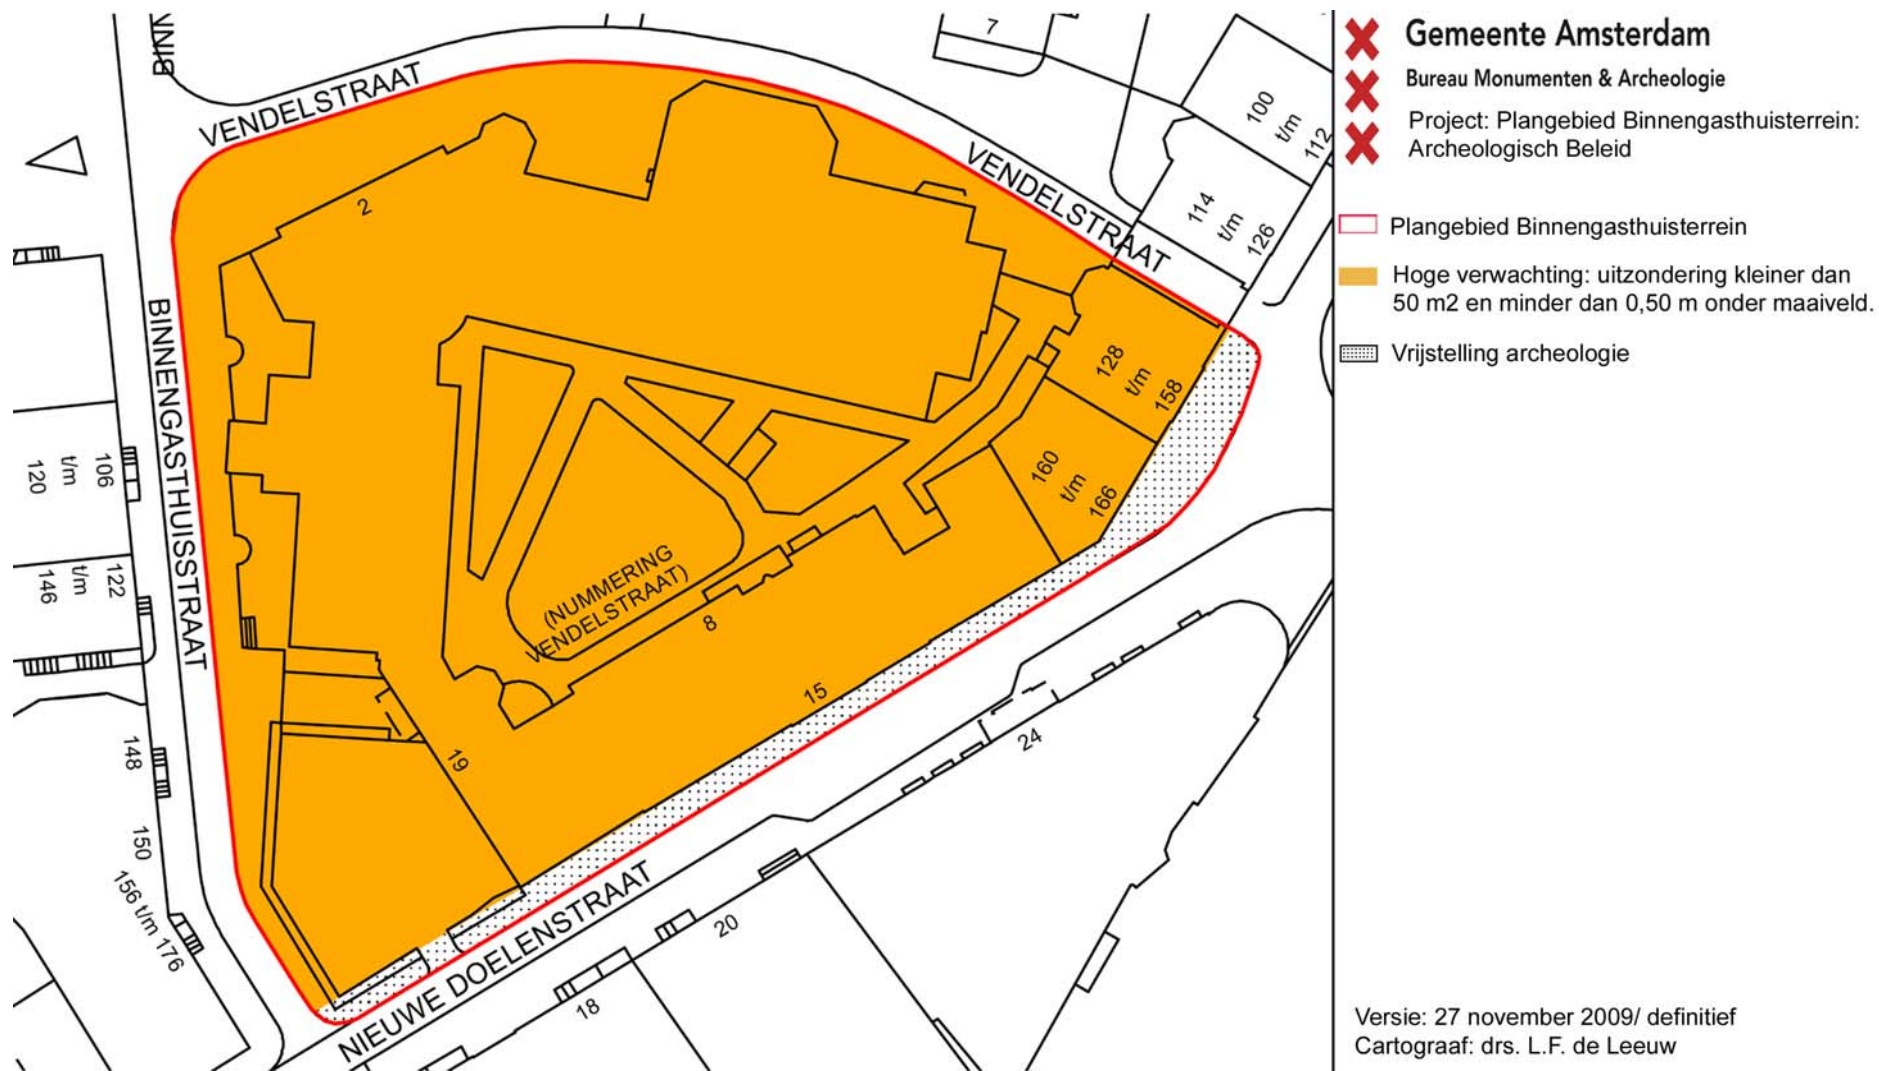 BINN
VENDELSTRAAT
7
100
t/m
112
VENDELSTRAAT
114
t/m
126
2
BINNENGASTHUISSTRAAT
128
t/m
158
106
t/m
120
160
t/m
166
122
t/m
146
(NUMMERING
VENDELSTRAAT)
8
15
19
24
148
150
156 t/m 176
NIEUWE DOELENSTRAAT
20
18
Gemeente Amsterdam
Bureau Monumenten & Archeologie
Project: Plangebied Binnengasthuisterrein:
Archeologisch Beleid
Plangebied Binnengasthuisterrein
Hoge verwachting: uitzondering kleiner dan
50 m2 en minder dan 0,50 m onder maaiveld.
Vrijstelling archeologie
Versie: 27 november 2009/ definitief
Cartograaf: drs. L.F. de Leeuw